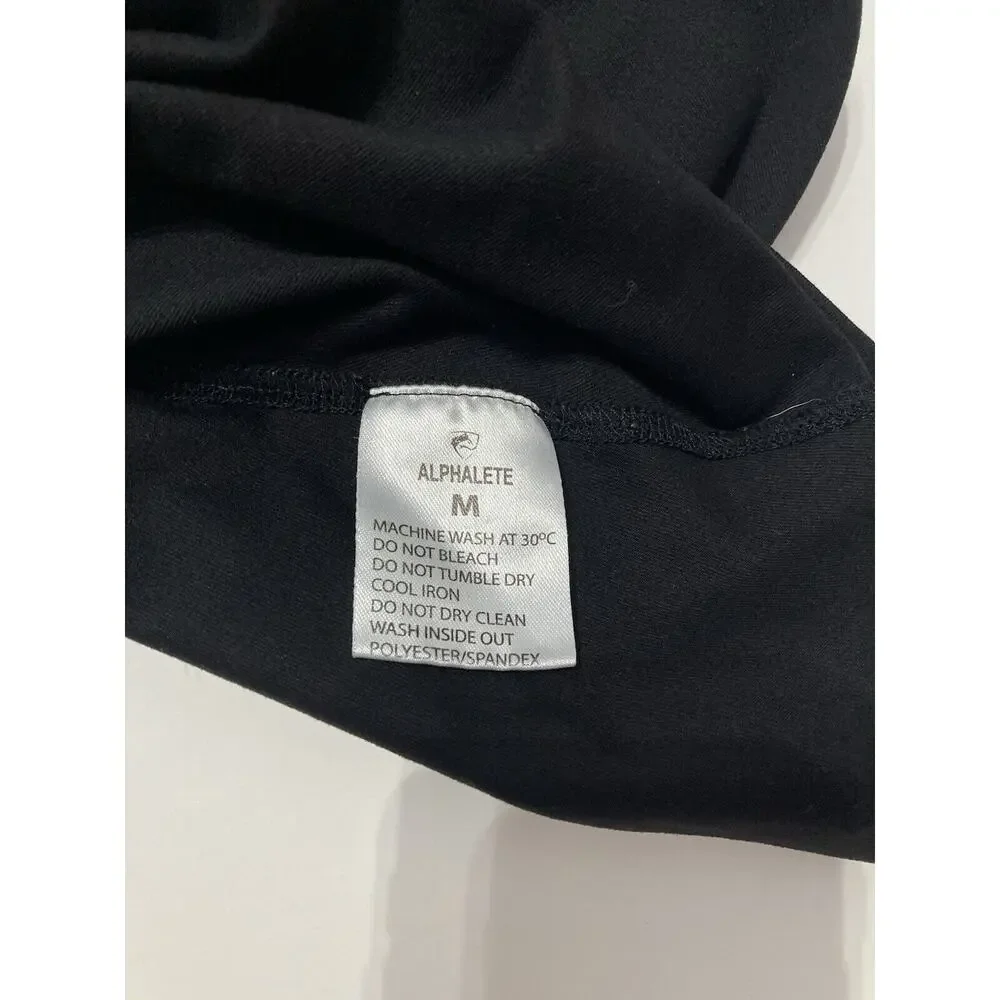 ALPHALETE
M
MACHINE WASH AT 30ºC
DO NOT BLEACH
DO NOT TUMBLE DRY
COOL IRON
DO NOT DRY CLEAN
WASH INSIDE OUT
POLYESTER/SPANDEX